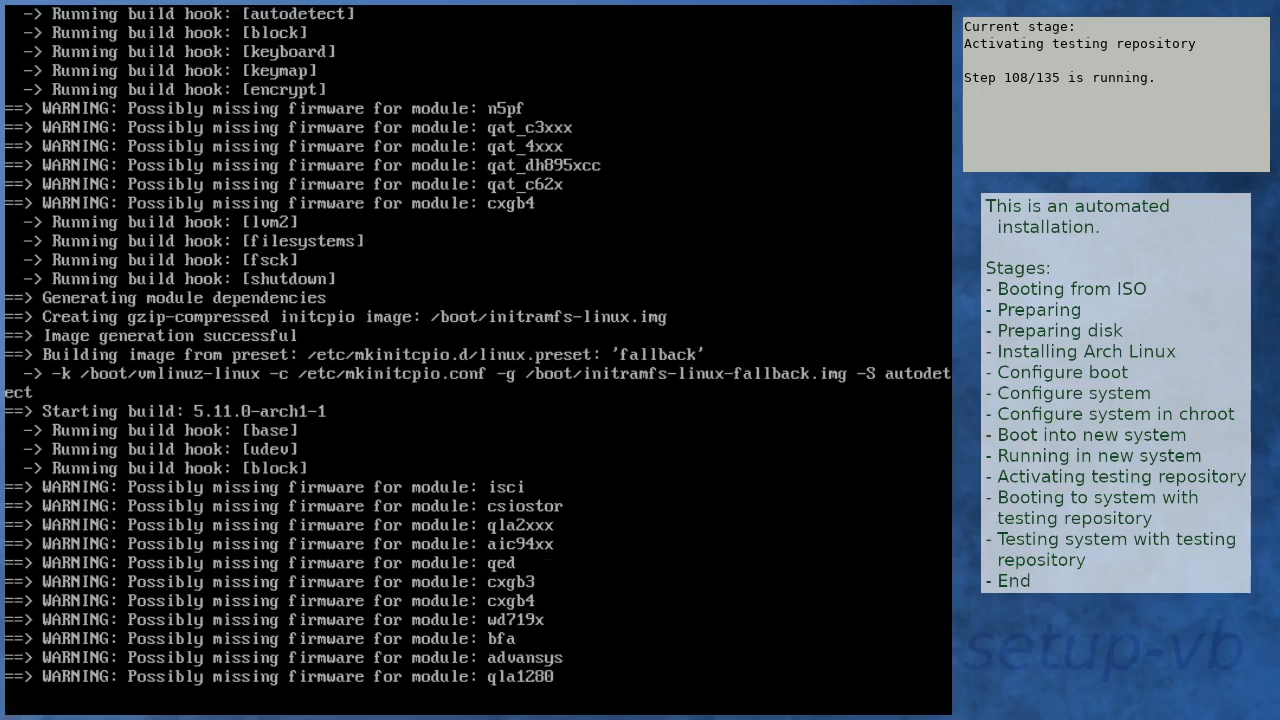 -> Running build hook: [autodetect]
-> Running build hook: [block]
-> Running build hook: [keyboard]
-> Running build hook: [keymap]
-> Running build hook: [encrypt]
==> WARNING: Possibly missing firmware for module: n5pf
==> WARNING: Possibly missing firmware for module: qat_c3xxx
==> WARNING: Possibly missing firmware for module: qat_4xxx
==> WARNING: Possibly missing firmware for module: qat_dh895xcc
==> WARNING: Possibly missing firmware for module: qat_c62x
==> WARNING: Possibly missing firmware for module: cxgb4
-> Running build hook: [lvm2]
-> Running build hook: [filesystems]
-> Running build hook: [fsck]
-> Running build hook: [shutdown]
==> Generating module dependencies
==> Creating gzip-compressed initcpio image: /boot/initramfs-linux.img
==> Image generation successful
==> Building image from preset: /etc/mkinitcpio.d/linux.preset: 'fallback'
-> -k /boot/vmlinuz-linux -c /etc/mkinitcpio.conf -g /boot/initramfs-linux-fallback.img -S autodet
ect
==> Starting build: 5.11.0-arch1-1
-> Running build hook: [base]
-> Running build hook: [udev]
-> Running build hook: [block]
==> WARNING: Possibly missing firmware for module: isci
==> WARNING: Possibly missing firmware for module: csiostor
==> WARNING: Possibly missing firmware for module: qla2xxx
==> WARNING: Possibly missing firmware for module: aic94xx
==> WARNING: Possibly missing firmware for module: qed
==> WARNING: Possibly missing firmware for module: cxgb3
==> WARNING: Possibly missing firmware for module: cxgb4
==> WARNING: Possibly missing firmware for module: wd719x
==> WARNING: Possibly missing firmware for module: bfa
==> WARNING: Possibly missing firmware for module: advansys
==> WARNING: Possibly missing firmware for module: qla1280
Current stage:
Activating testing repository
Step 108/135 is running.
This is an automated
installation.
Stages:
- Booting from ISO
- Preparing
- Preparing disk
- Installing Arch Linux
- Configure boot
- Configure system
- Configure system in chroot
- Boot into new system
- Running in new system
- Activating testing repository
- Booting to system with
testing repository
- Testing system with testing
repository
- End
-setup-vb